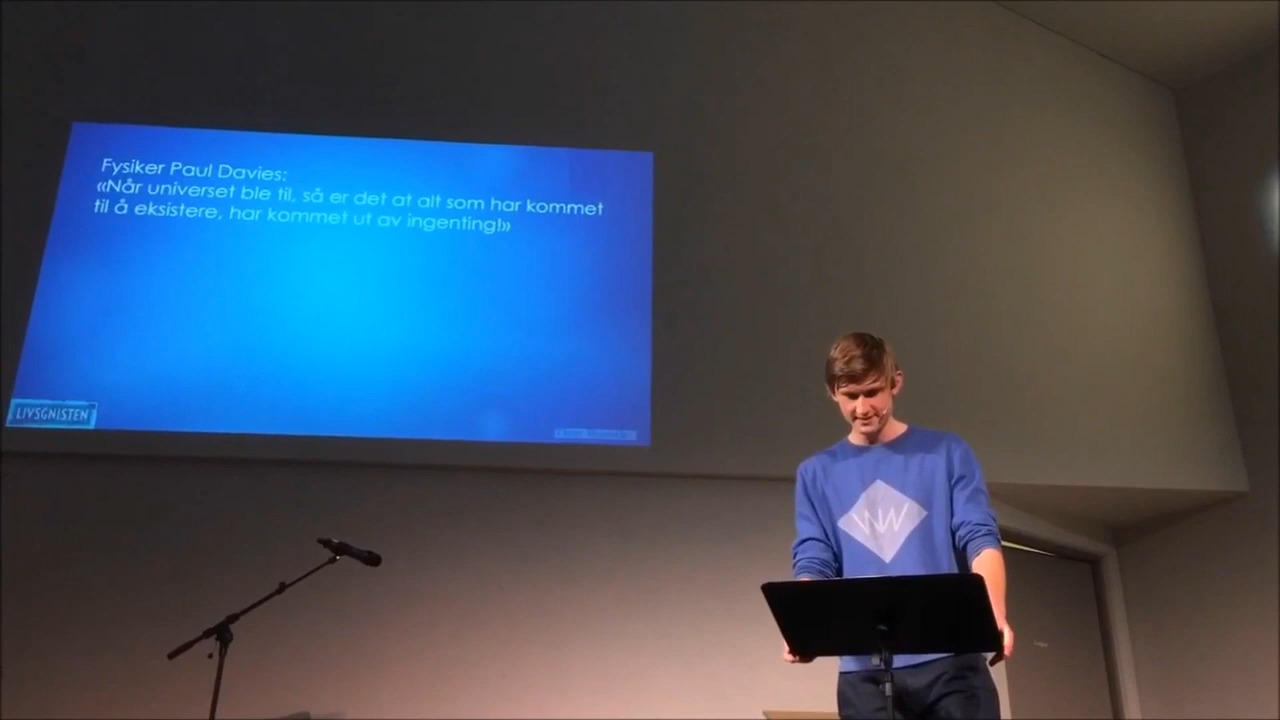 Fysiker Paul Davies:
«Når universet ble til, så er det at alt som har kommet
til å eksistere, har kommet ut av ingenting!»
LIVSGNISTEN
WW